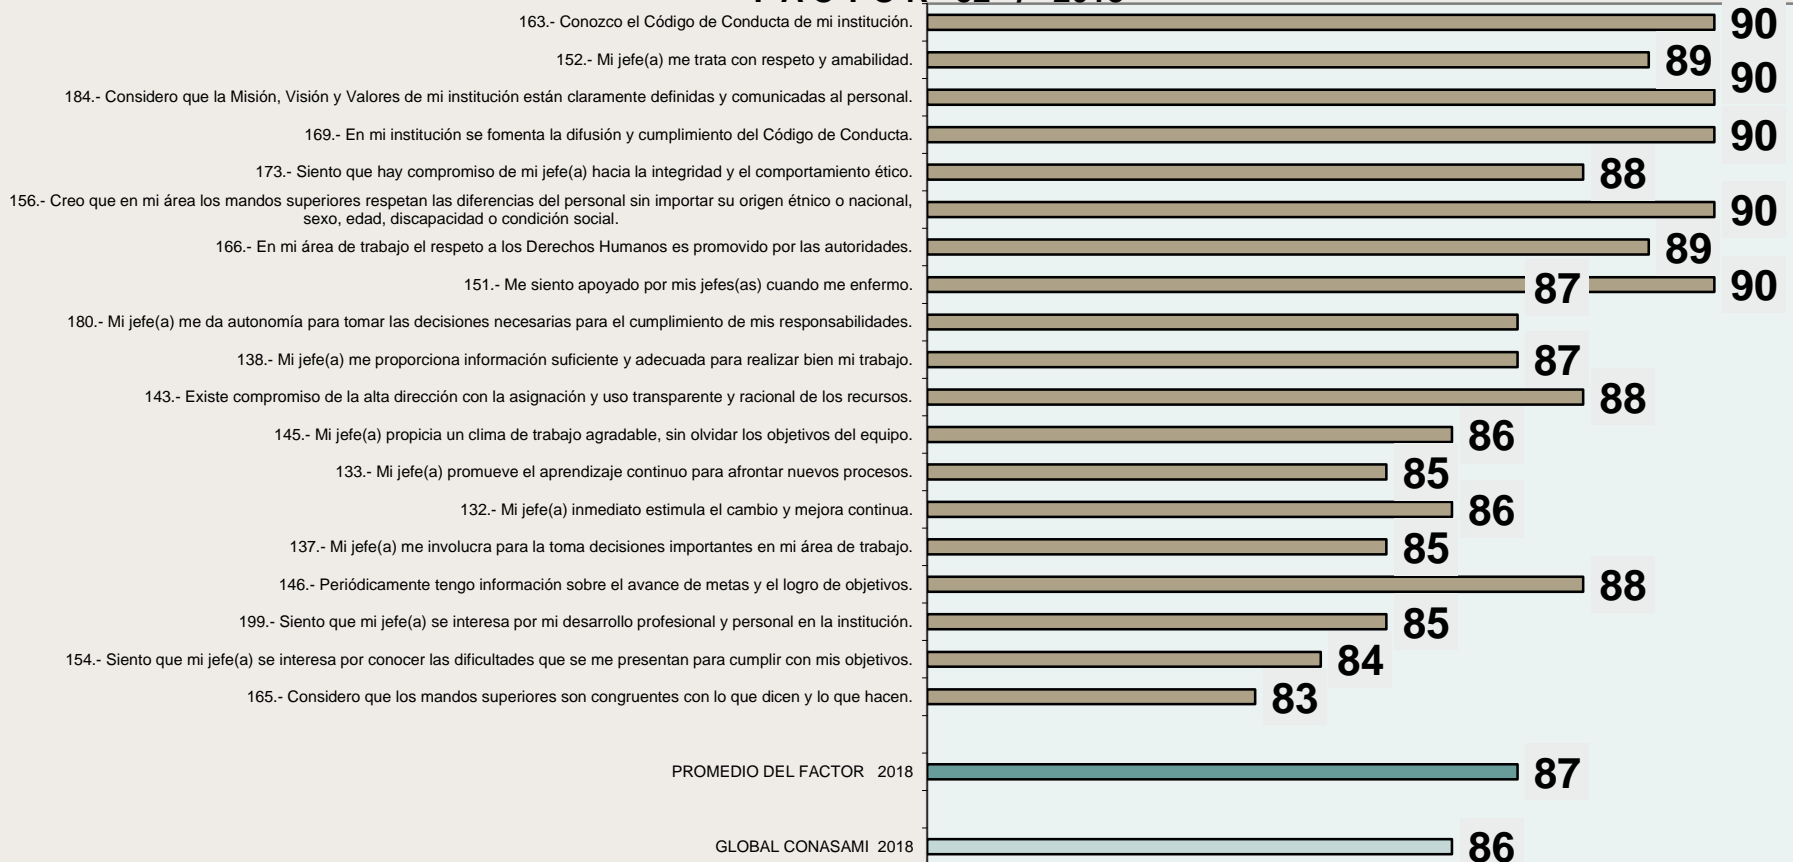 163.- Conozco el Código de Conducta de mi institución. 90
152.- Mi jefe(a) me trata con respeto y amabilidad. 89
184.- Considero que la Misión, Visión y Valores de mi institución están claramente definidas y comunicadas al personal. 90
169.- En mi institución se fomenta la difusión y cumplimiento del Código de Conducta. 90
173.- Siento que hay compromiso de mi jefe(a) hacia la integridad y el comportamiento ético. 88
156.- Creo que en mi área los mandos superiores respetan las diferencias del personal sin importar su origen étnico o nacional,
sexo, edad, discapacidad o condición social. 90
166.- En mi área de trabajo el respeto a los Derechos Humanos es promovido por las autoridades. 89
151.- Me siento apoyado por mis jefes(as) cuando me enfermo. 90
180.- Mi jefe(a) me da autonomía para tomar las decisiones necesarias para el cumplimiento de mis responsabilidades. 87
138.- Mi jefe(a) me proporciona información suficiente y adecuada para realizar bien mi trabajo. 87
143.- Existe compromiso de la alta dirección con la asignación y uso transparente y racional de los recursos. 88
145.- Mi jefe(a) propicia un clima de trabajo agradable, sin olvidar los objetivos del equipo. 86
133.- Mi jefe(a) promueve el aprendizaje continuo para afrontar nuevos procesos. 85
132.- Mi jefe(a) inmediato estimula el cambio y mejora continua. 86
137.- Mi jefe(a) me involucra para la toma decisiones importantes en mi área de trabajo. 85
146.- Periódicamente tengo información sobre el avance de metas y el logro de objetivos. 88
199.- Siento que mi jefe(a) se interesa por mi desarrollo profesional y personal en la institución. 85
154.- Siento que mi jefe(a) se interesa por conocer las dificultades que se me presentan para cumplir con mis objetivos. 84
165.- Considero que los mandos superiores son congruentes con lo que dicen y lo que hacen. 83
PROMEDIO DEL FACTOR 2018 87
GLOBAL CONASAMI 2018 86